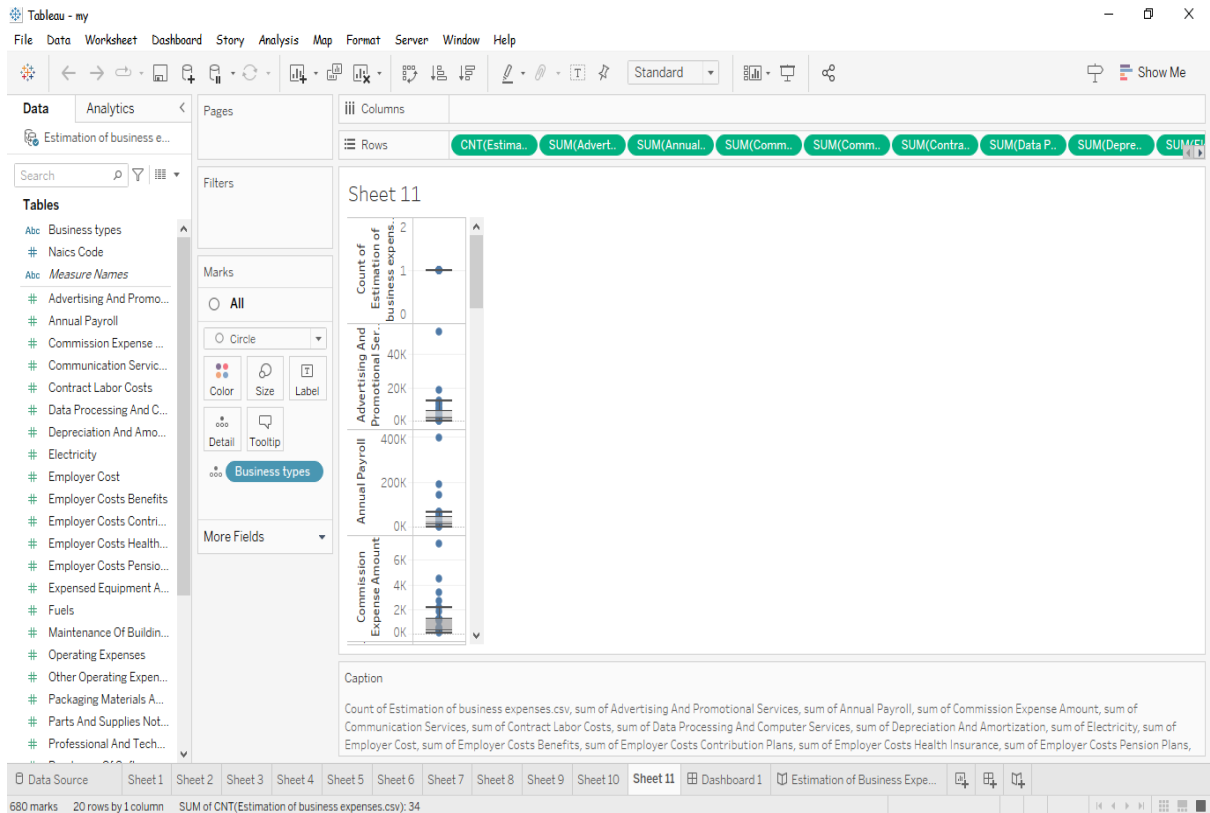 Tableau - my
File Data Worksheet Dashboard Story Analysis Map Format Server Window Help
Standard
Show Me
Data Analytics
Estimation of business e...
Search
Tables
Abc Business types
# Naics Code
Abc Measure Names
# Advertising And Promo...
# Annual Payroll
# Commission Expense ...
# Communication Servic...
# Contract Labor Costs
# Data Processing And C...
# Depreciation And Amo...
# Electricity
# Employer Cost
# Employer Costs Benefits
# Employer Costs Contri...
# Employer Costs Health...
# Employer Costs Pensio...
# Expensed Equipment A...
# Fuels
# Maintenance Of Buildin...
# Operating Expenses
# Other Operating Expen...
# Packaging Materials A...
# Parts And Supplies Not...
# Professional And Tech...
Pages
Filters
Marks
All
Circle
Color Size Label
Detail Tooltip
Business types
More Fields
Columns
Rows CNT(Estima.. SUM(Advert.. SUM(Annual.. SUM(Comm.. SUM(Comm.. SUM(Contra.. SUM(Data P.. SUM(Depre..
Sheet 11
Count of
Estimation of
business expens..
2
1
0
Advertising And
Promotional Ser..
40K
20K
0K
Annual Payroll
400K
200K
0K
Commission
Expense Amount
6K
4K
2K
0K
Caption
Count of Estimation of business expenses.csv, sum of Advertising And Promotional Services, sum of Annual Payroll, sum of Commission Expense Amount, sum of
Communication Services, sum of Contract Labor Costs, sum of Data Processing And Computer Services, sum of Depreciation And Amortization, sum of Electricity, sum of
Employer Cost, sum of Employer Costs Benefits, sum of Employer Costs Contribution Plans, sum of Employer Costs Health Insurance, sum of Employer Costs Pension Plans,
Data Source Sheet 1 Sheet 2 Sheet 3 Sheet 4 Sheet 5 Sheet 6 Sheet 7 Sheet 8 Sheet 9 Sheet 10 Sheet 11 Dashboard 1 Estimation of Business Expe...
680 marks 20 rows by 1 column SUM of CNT(Estimation of business expenses.csv): 34